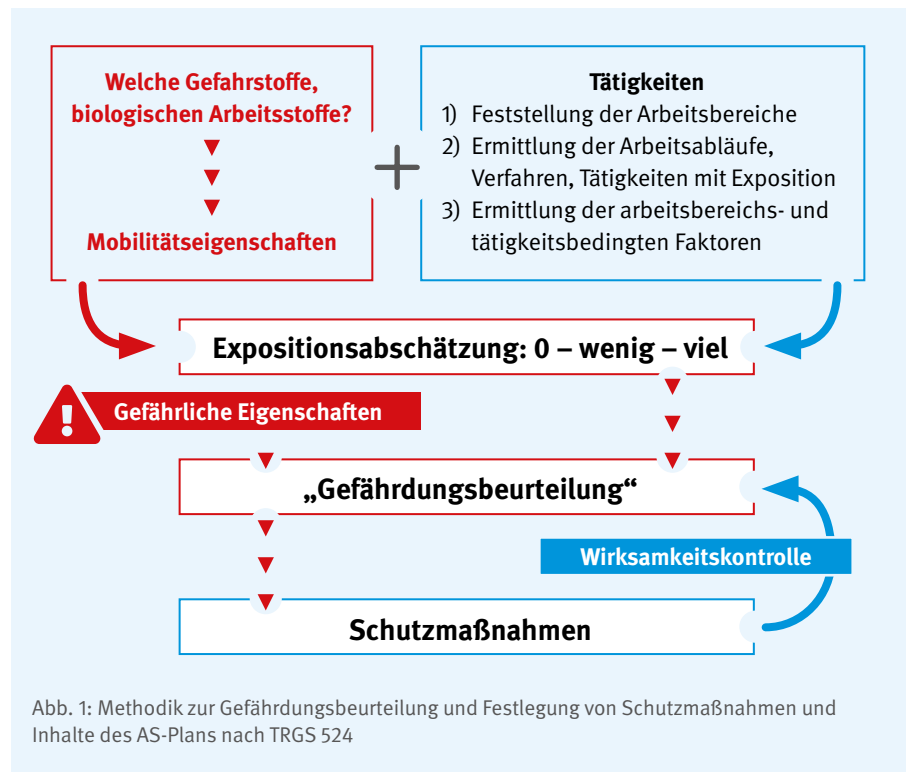 Welche Gefahrstoffe,
biologischen Arbeitsstoffe?
Mobilitätseigenschaften
+
Tätigkeiten
1) Feststellung der Arbeitsbereiche
2) Ermittlung der Arbeitsabläufe,
Verfahren, Tätigkeiten mit Exposition
3) Ermittlung der arbeitsbereichs- und
tätigkeitsbedingten Faktoren
Expositionsabschätzung: 0 – wenig – viel
! Gefährliche Eigenschaften
„Gefährdungsbeurteilung“
Wirksamkeitskontrolle
Schutzmaßnahmen
Abb. 1: Methodik zur Gefährdungsbeurteilung und Festlegung von Schutzmaßnahmen und
Inhalte des AS-Plans nach TRGS 524